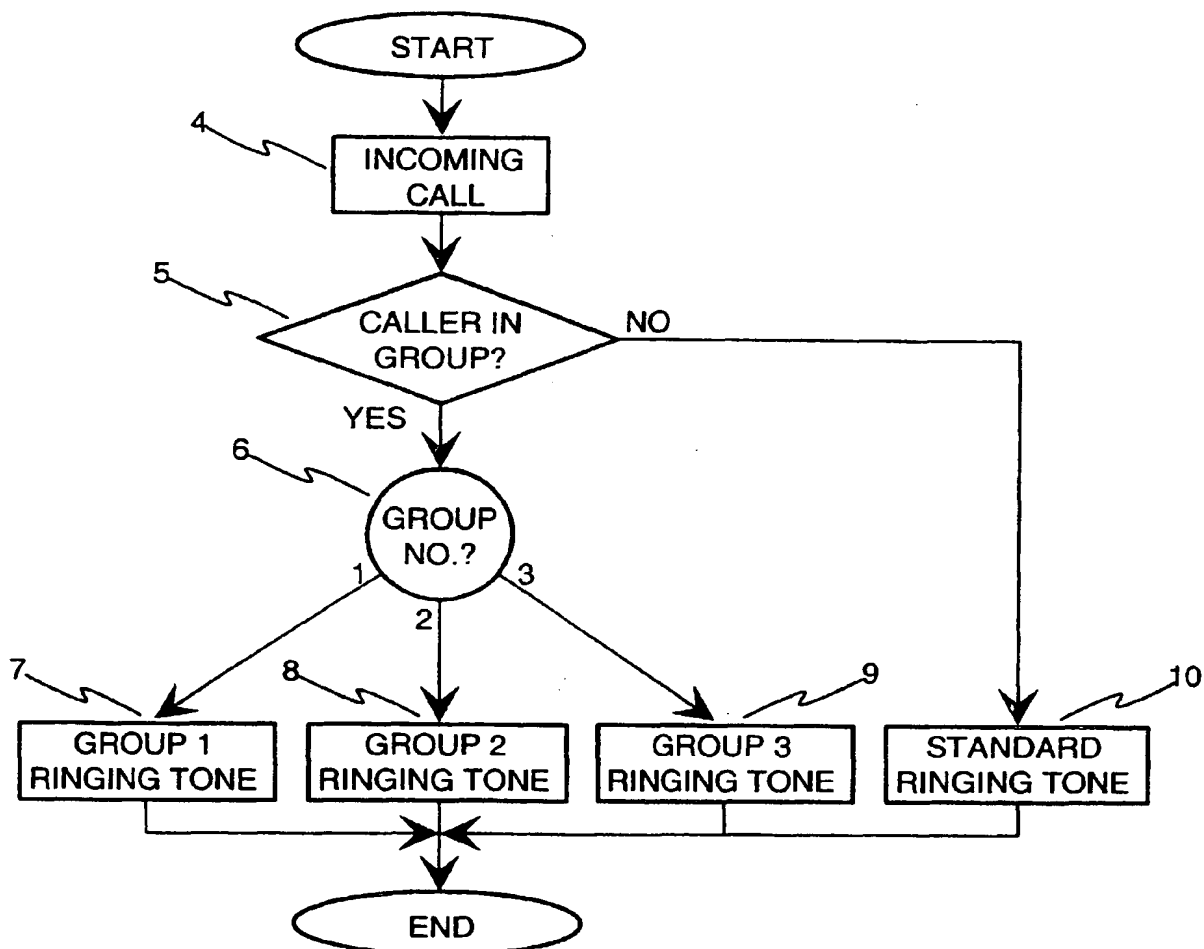 START
4
INCOMING
CALL
5
CALLER IN
GROUP?
NO
YES
6
GROUP
NO.?
1
2
3
7
8
9
10
GROUP 1
RINGING TONE
GROUP 2
RINGING TONE
GROUP 3
RINGING TONE
STANDARD
RINGING TONE
END